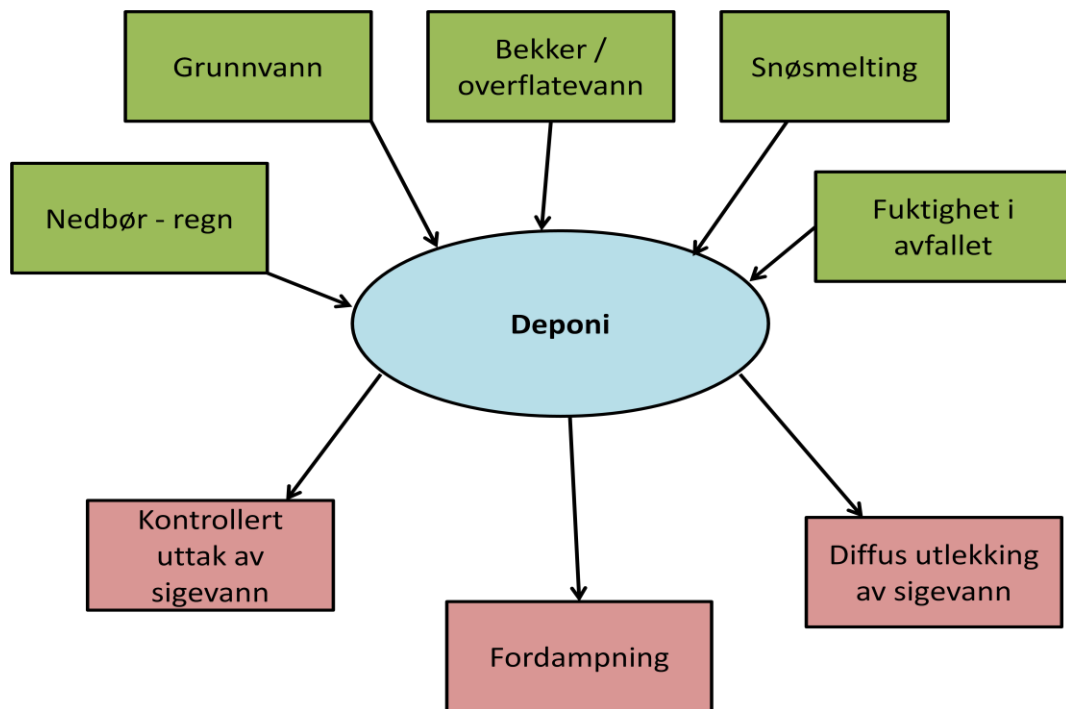 Grunnvann
Bekker /
overflatevann
Snøsmelting
Nedbør - regn
Fuktighet i
avfallet
Deponi
Kontrollert
uttak av
sigevann
Fordampning
Diffus utlekking
av sigevann